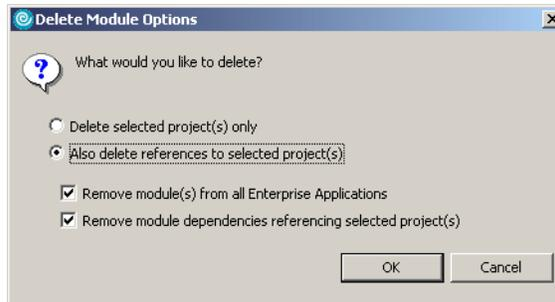 Delete Module Options
What would you like to delete?
Delete selected project(s) only
Also delete references to selected project(s)
Remove module(s) from all Enterprise Applications
Remove module dependencies referencing selected project(s)
OK
Cancel